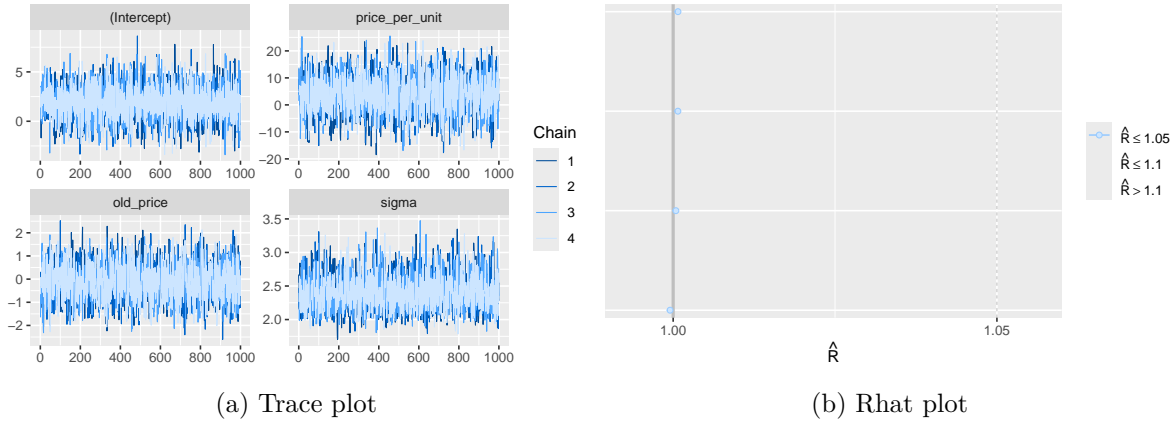 (Intercept)
price_per_unit
5
0
0 200 400 600 800 1000
20
10
0
−10
−20
0 200 400 600 800 1000
old_price
sigma
2
1
0
−1
−2
0 200 400 600 800 1000
3.5
3.0
2.5
2.0
0 200 400 600 800 1000
Chain
1
2
3
4
(a) Trace plot
1.00 1.05
R̂
R̂ ≤ 1.05
R̂ ≤ 1.1
R̂ > 1.1
(b) Rhat plot